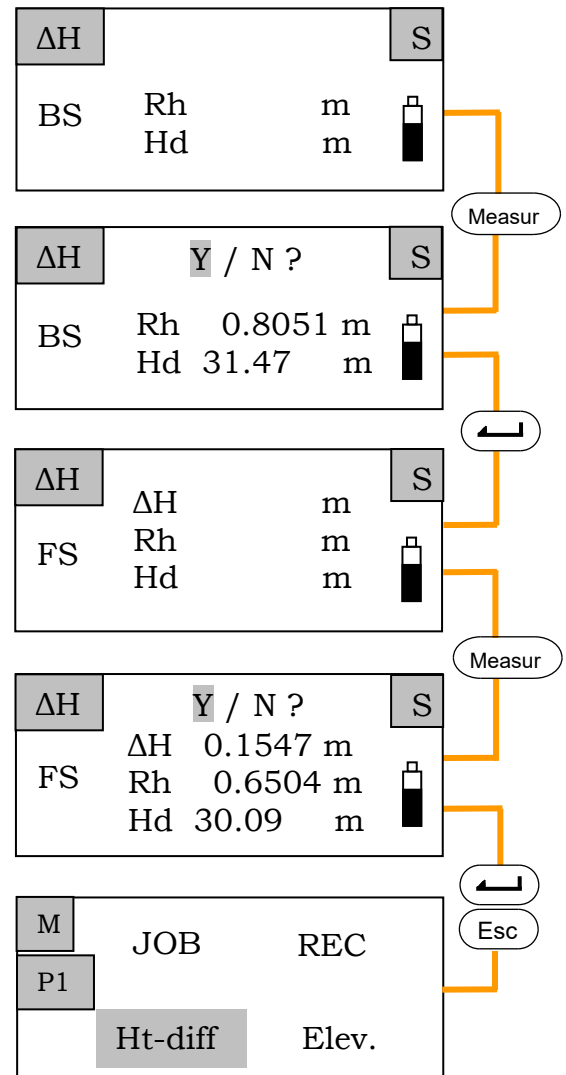 ΔH S
BS Rh m
Hd m
Measur
ΔH Y / N ? S
BS Rh 0.8051 m
Hd 31.47 m
ΔH S
ΔH m
FS Rh m
Hd m
Measur
ΔH Y / N ? S
ΔH 0.1547 m
FS Rh 0.6504 m
Hd 30.09 m
M JOB REC
Esc
P1
Ht-diff Elev.